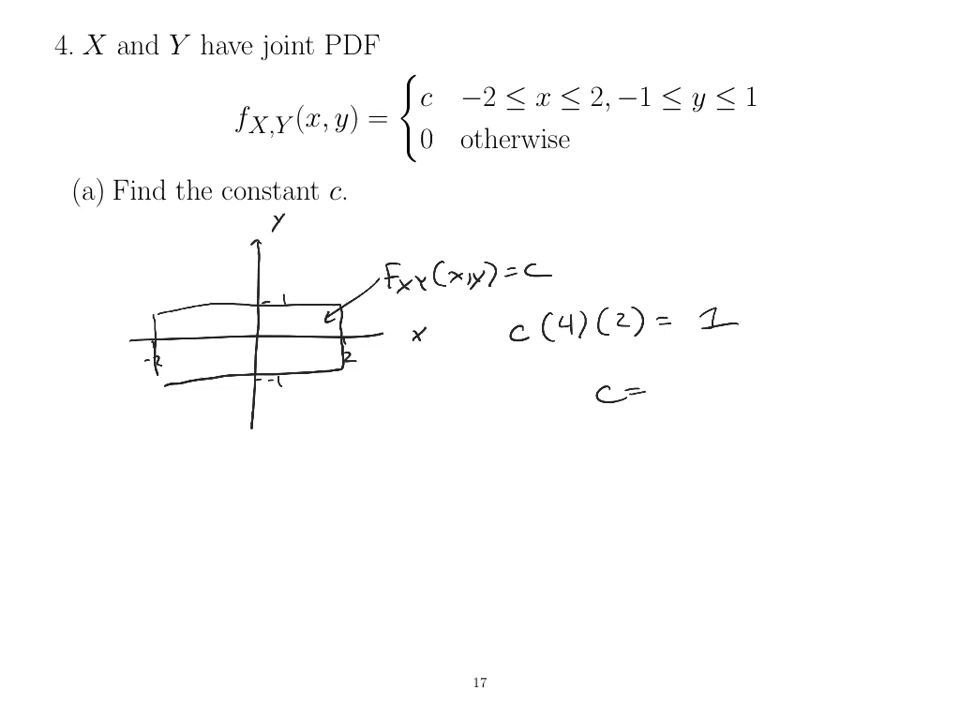 4. X and Y have joint PDF
f_{X,Y}(x, y) = { c −2 ≤ x ≤ 2, −1 ≤ y ≤ 1
0 otherwise
(a) Find the constant c.
Y
F_{XY}(x,y) = c
1
x
c (4) (2) = 1
-2
2
-1
c =
17